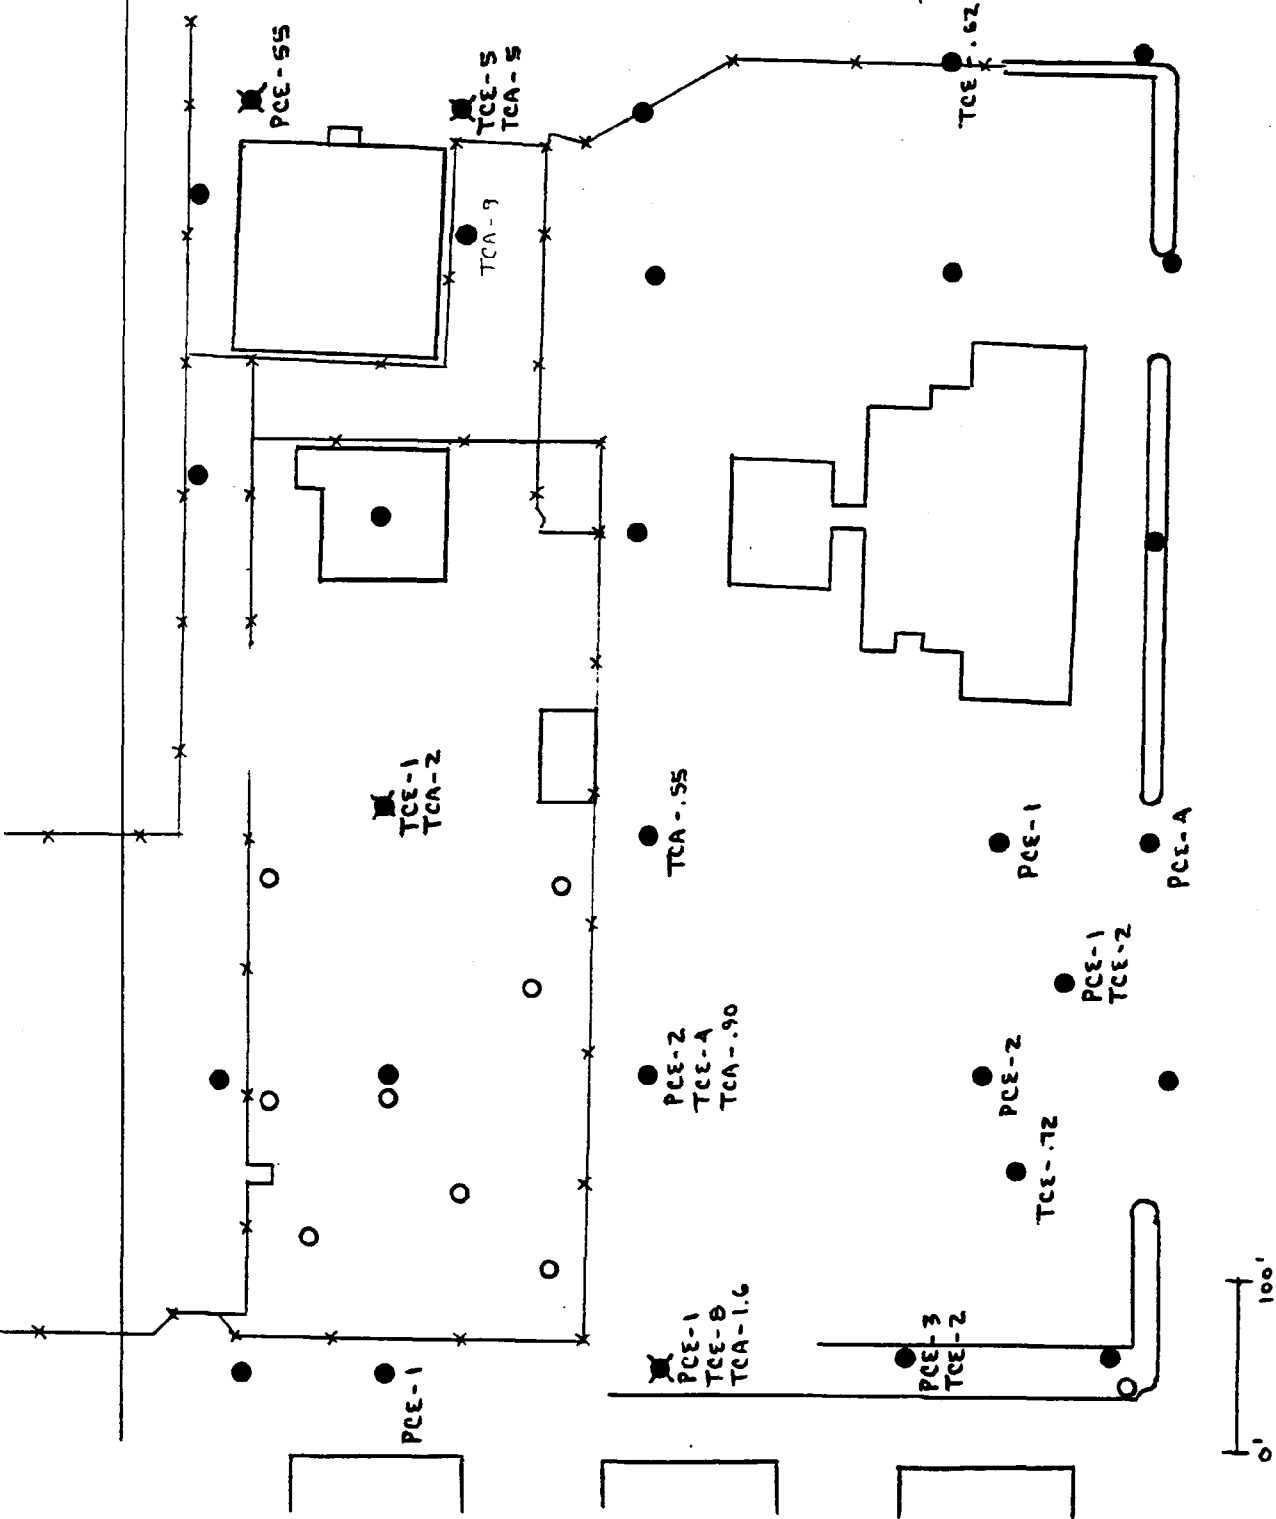 PCE-55
PCE-1
TCE-1
TCA-2
TCE-5
TCA-5
TCA-9
PCE-1
TCE-8
TCA-1.6
PCE-2
TCE-4
TCA-.90
TCA-.55
PCE-3
TCE-2
TCE-.72
PCE-2
PCE-1
TCE-.62
PCE-1
TCE-2
PCE-4
0' 100'